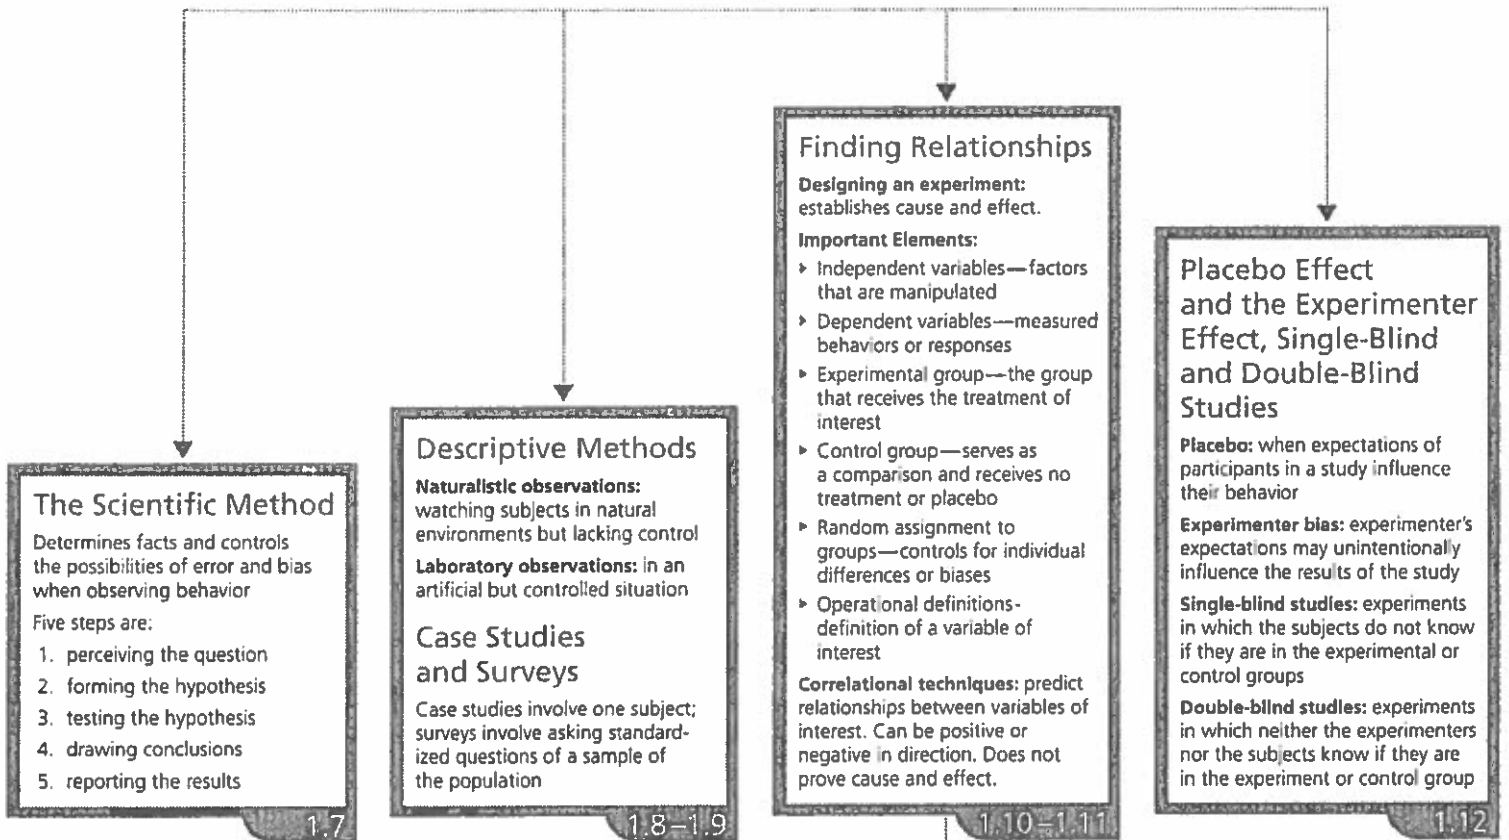 The Scientific Method
Determines facts and controls
the possibilities of error and bias
when observing behavior
Five steps are:
1. perceiving the question
2. forming the hypothesis
3. testing the hypothesis
4. drawing conclusions
5. reporting the results
1.7
Descriptive Methods
Naturalistic observations:
watching subjects in natural
environments but lacking control
Laboratory observations: in an
artificial but controlled situation
Case Studies
and Surveys
Case studies involve one subject;
surveys involve asking standard-
ized questions of a sample of
the population
1.8–1.9
Finding Relationships
Designing an experiment:
establishes cause and effect.
Important Elements:
▸ Independent variables—factors
that are manipulated
▸ Dependent variables—measured
behaviors or responses
▸ Experimental group—the group
that receives the treatment of
interest
▸ Control group—serves as
a comparison and receives no
treatment or placebo
▸ Random assignment to
groups—controls for individual
differences or biases
▸ Operational definitions-
definition of a variable of
interest
Correlational techniques: predict
relationships between variables of
interest. Can be positive or
negative in direction. Does not
prove cause and effect.
1.10–1.11
Placebo Effect
and the Experimenter
Effect, Single-Blind
and Double-Blind
Studies
Placebo: when expectations of
participants in a study influence
their behavior
Experimenter bias: experimenter's
expectations may unintentionally
influence the results of the study
Single-blind studies: experiments
in which the subjects do not know
if they are in the experimental or
control groups
Double-blind studies: experiments
in which neither the experimenters
nor the subjects know if they are
in the experiment or control group
1.12